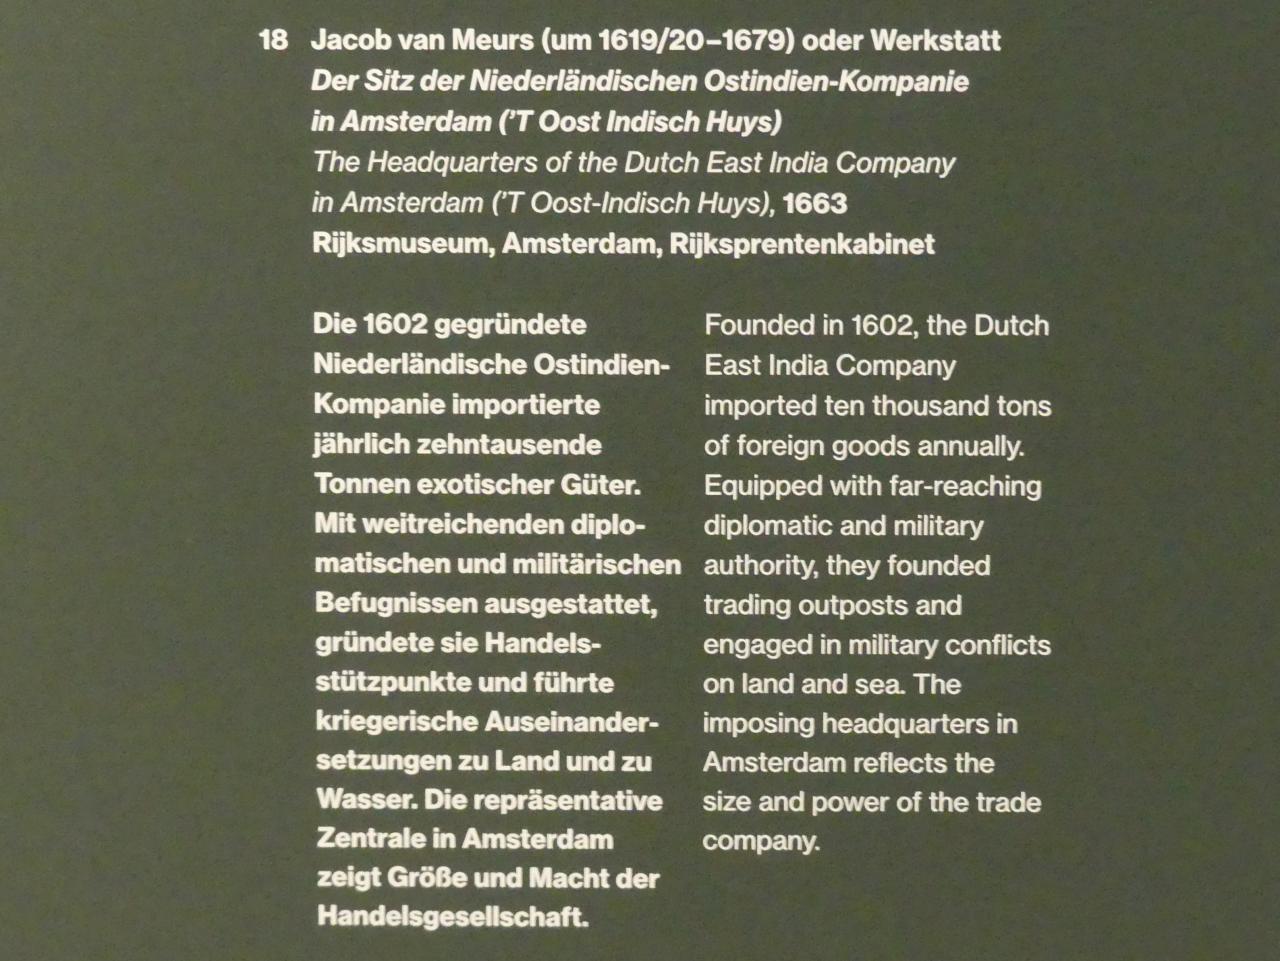 18 Jacob van Meurs (um 1619/20–1679) oder Werkstatt
Der Sitz der Niederländischen Ostindien-Kompanie
in Amsterdam (’T Oost Indisch Huys)
The Headquarters of the Dutch East India Company
in Amsterdam (’T Oost-Indisch Huys), 1663
Rijksmuseum, Amsterdam, Rijksprentenkabinet
Die 1602 gegründete
Niederländische Ostindien-
Kompanie importierte
jährlich zehntausende
Tonnen exotischer Güter.
Mit weitreichenden diplo-
matischen und militärischen
Befugnissen ausgestattet,
gründete sie Handels-
stützpunkte und führte
kriegerische Auseinander-
setzungen zu Land und zu
Wasser. Die repräsentative
Zentrale in Amsterdam
zeigt Größe und Macht der
Handelsgesellschaft.
Founded in 1602, the Dutch
East India Company
imported ten thousand tons
of foreign goods annually.
Equipped with far-reaching
diplomatic and military
authority, they founded
trading outposts and
engaged in military conflicts
on land and sea. The
imposing headquarters in
Amsterdam reflects the
size and power of the trade
company.